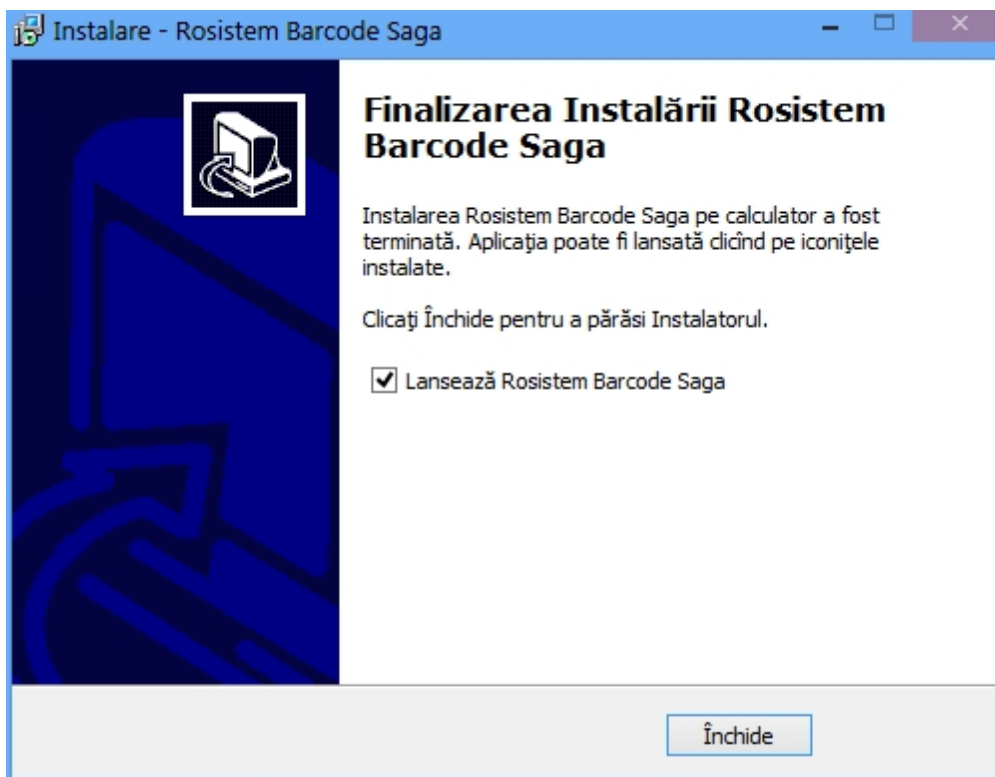 Instalare - Rosistem Barcode Saga
Finalizarea Instalării Rosistem
Barcode Saga
Instalarea Rosistem Barcode Saga pe calculator a fost
terminată. Aplicaţia poate fi lansată clicînd pe iconiţele
instalate.
Clicaţi Închide pentru a părăsi Instalatorul.
Lansează Rosistem Barcode Saga
Închide